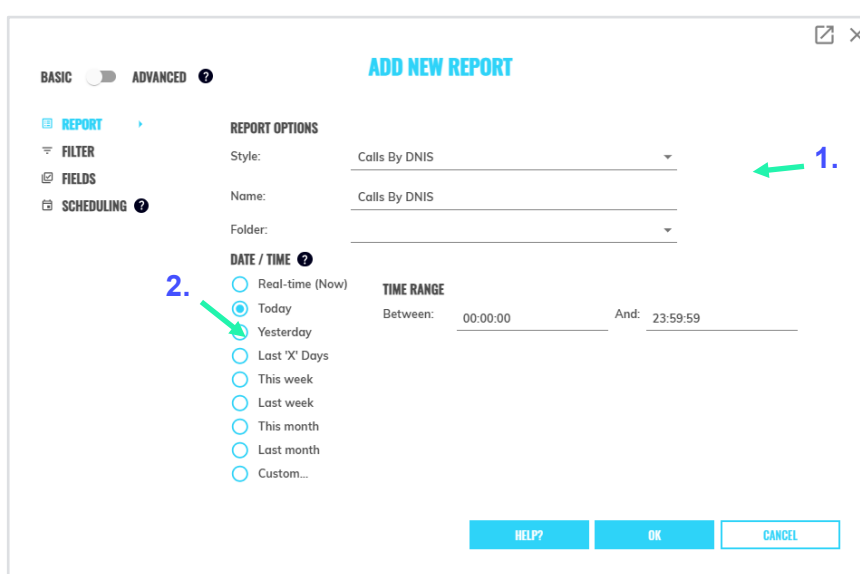 ADD NEW REPORT
BASIC ADVANCED ?
REPORT
FILTER
FIELDS
SCHEDULING ?
REPORT OPTIONS
Style: Calls By DNIS
1.
Name: Calls By DNIS
Folder:
DATE / TIME ?
2.
Real-time (Now)
Today
Yesterday
Last 'X' Days
This week
Last week
This month
Last month
Custom...
TIME RANGE
Between: 00:00:00 And: 23:59:59
HELP? OK CANCEL